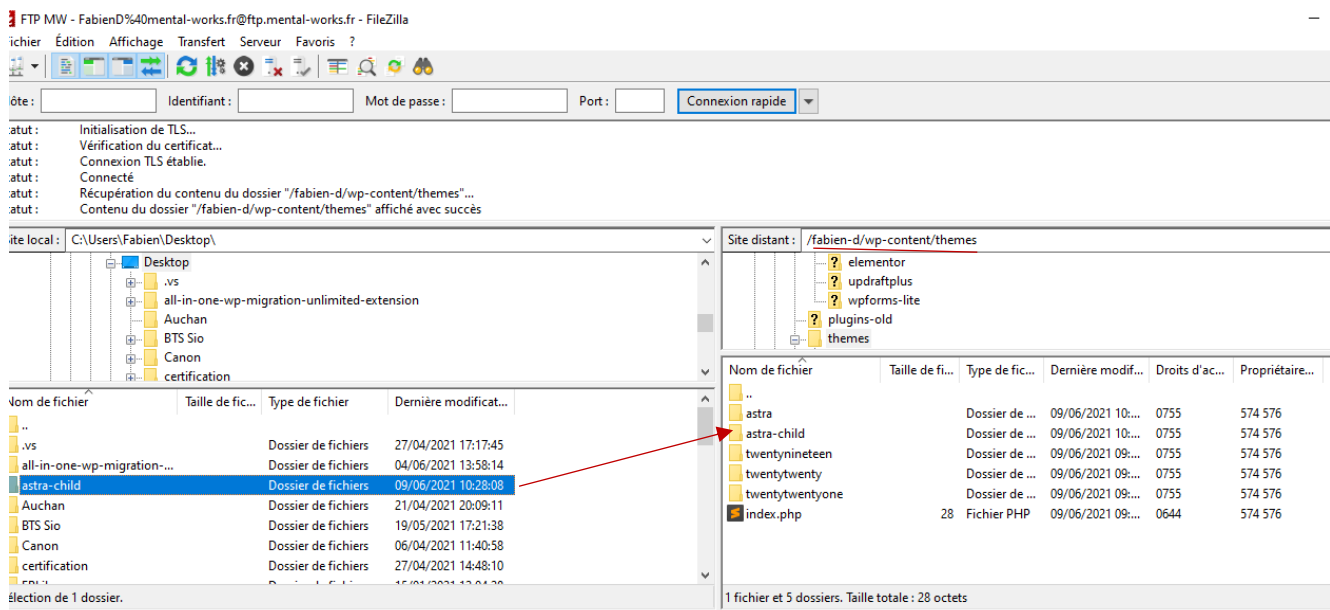 FTP MW - FabienD%40mental-works.fr@ftp.mental-works.fr - FileZilla
ichier Édition Affichage Transfert Serveur Favoris ?
ôte : Identifiant : Mot de passe : Port : Connexion rapide
tatut : Initialisation de TLS...
tatut : Vérification du certificat...
tatut : Connexion TLS établie.
tatut : Connecté
tatut : Récupération du contenu du dossier "/fabien-d/wp-content/themes"...
tatut : Contenu du dossier "/fabien-d/wp-content/themes" affiché avec succès
ite local : C:\Users\Fabien\Desktop\
Desktop
.vs
all-in-one-wp-migration-unlimited-extension
Auchan
BTS Sio
Canon
certification
Nom de fichier Taille de fic... Type de fichier Dernière modificat...
..
.vs Dossier de fichiers 27/04/2021 17:17:45
all-in-one-wp-migration-... Dossier de fichiers 04/06/2021 13:58:14
astra-child Dossier de fichiers 09/06/2021 10:28:08
Auchan Dossier de fichiers 21/04/2021 20:09:11
BTS Sio Dossier de fichiers 19/05/2021 17:21:38
Canon Dossier de fichiers 06/04/2021 11:40:58
certification Dossier de fichiers 27/04/2021 14:48:10
élection de 1 dossier.
Site distant : /fabien-d/wp-content/themes
elementor
updraftplus
wpforms-lite
plugins-old
themes
Nom de fichier Taille de fi... Type de fic... Dernière modif... Droits d'ac... Propriétaire...
..
astra Dossier de ... 09/06/2021 10:... 0755 574 576
astra-child Dossier de ... 09/06/2021 10:... 0755 574 576
twentynineteen Dossier de ... 09/06/2021 09:... 0755 574 576
twentytwenty Dossier de ... 09/06/2021 09:... 0755 574 576
twentytwentyone Dossier de ... 09/06/2021 09:... 0755 574 576
index.php 28 Fichier PHP 09/06/2021 09:... 0644 574 576
1 fichier et 5 dossiers. Taille totale : 28 octets